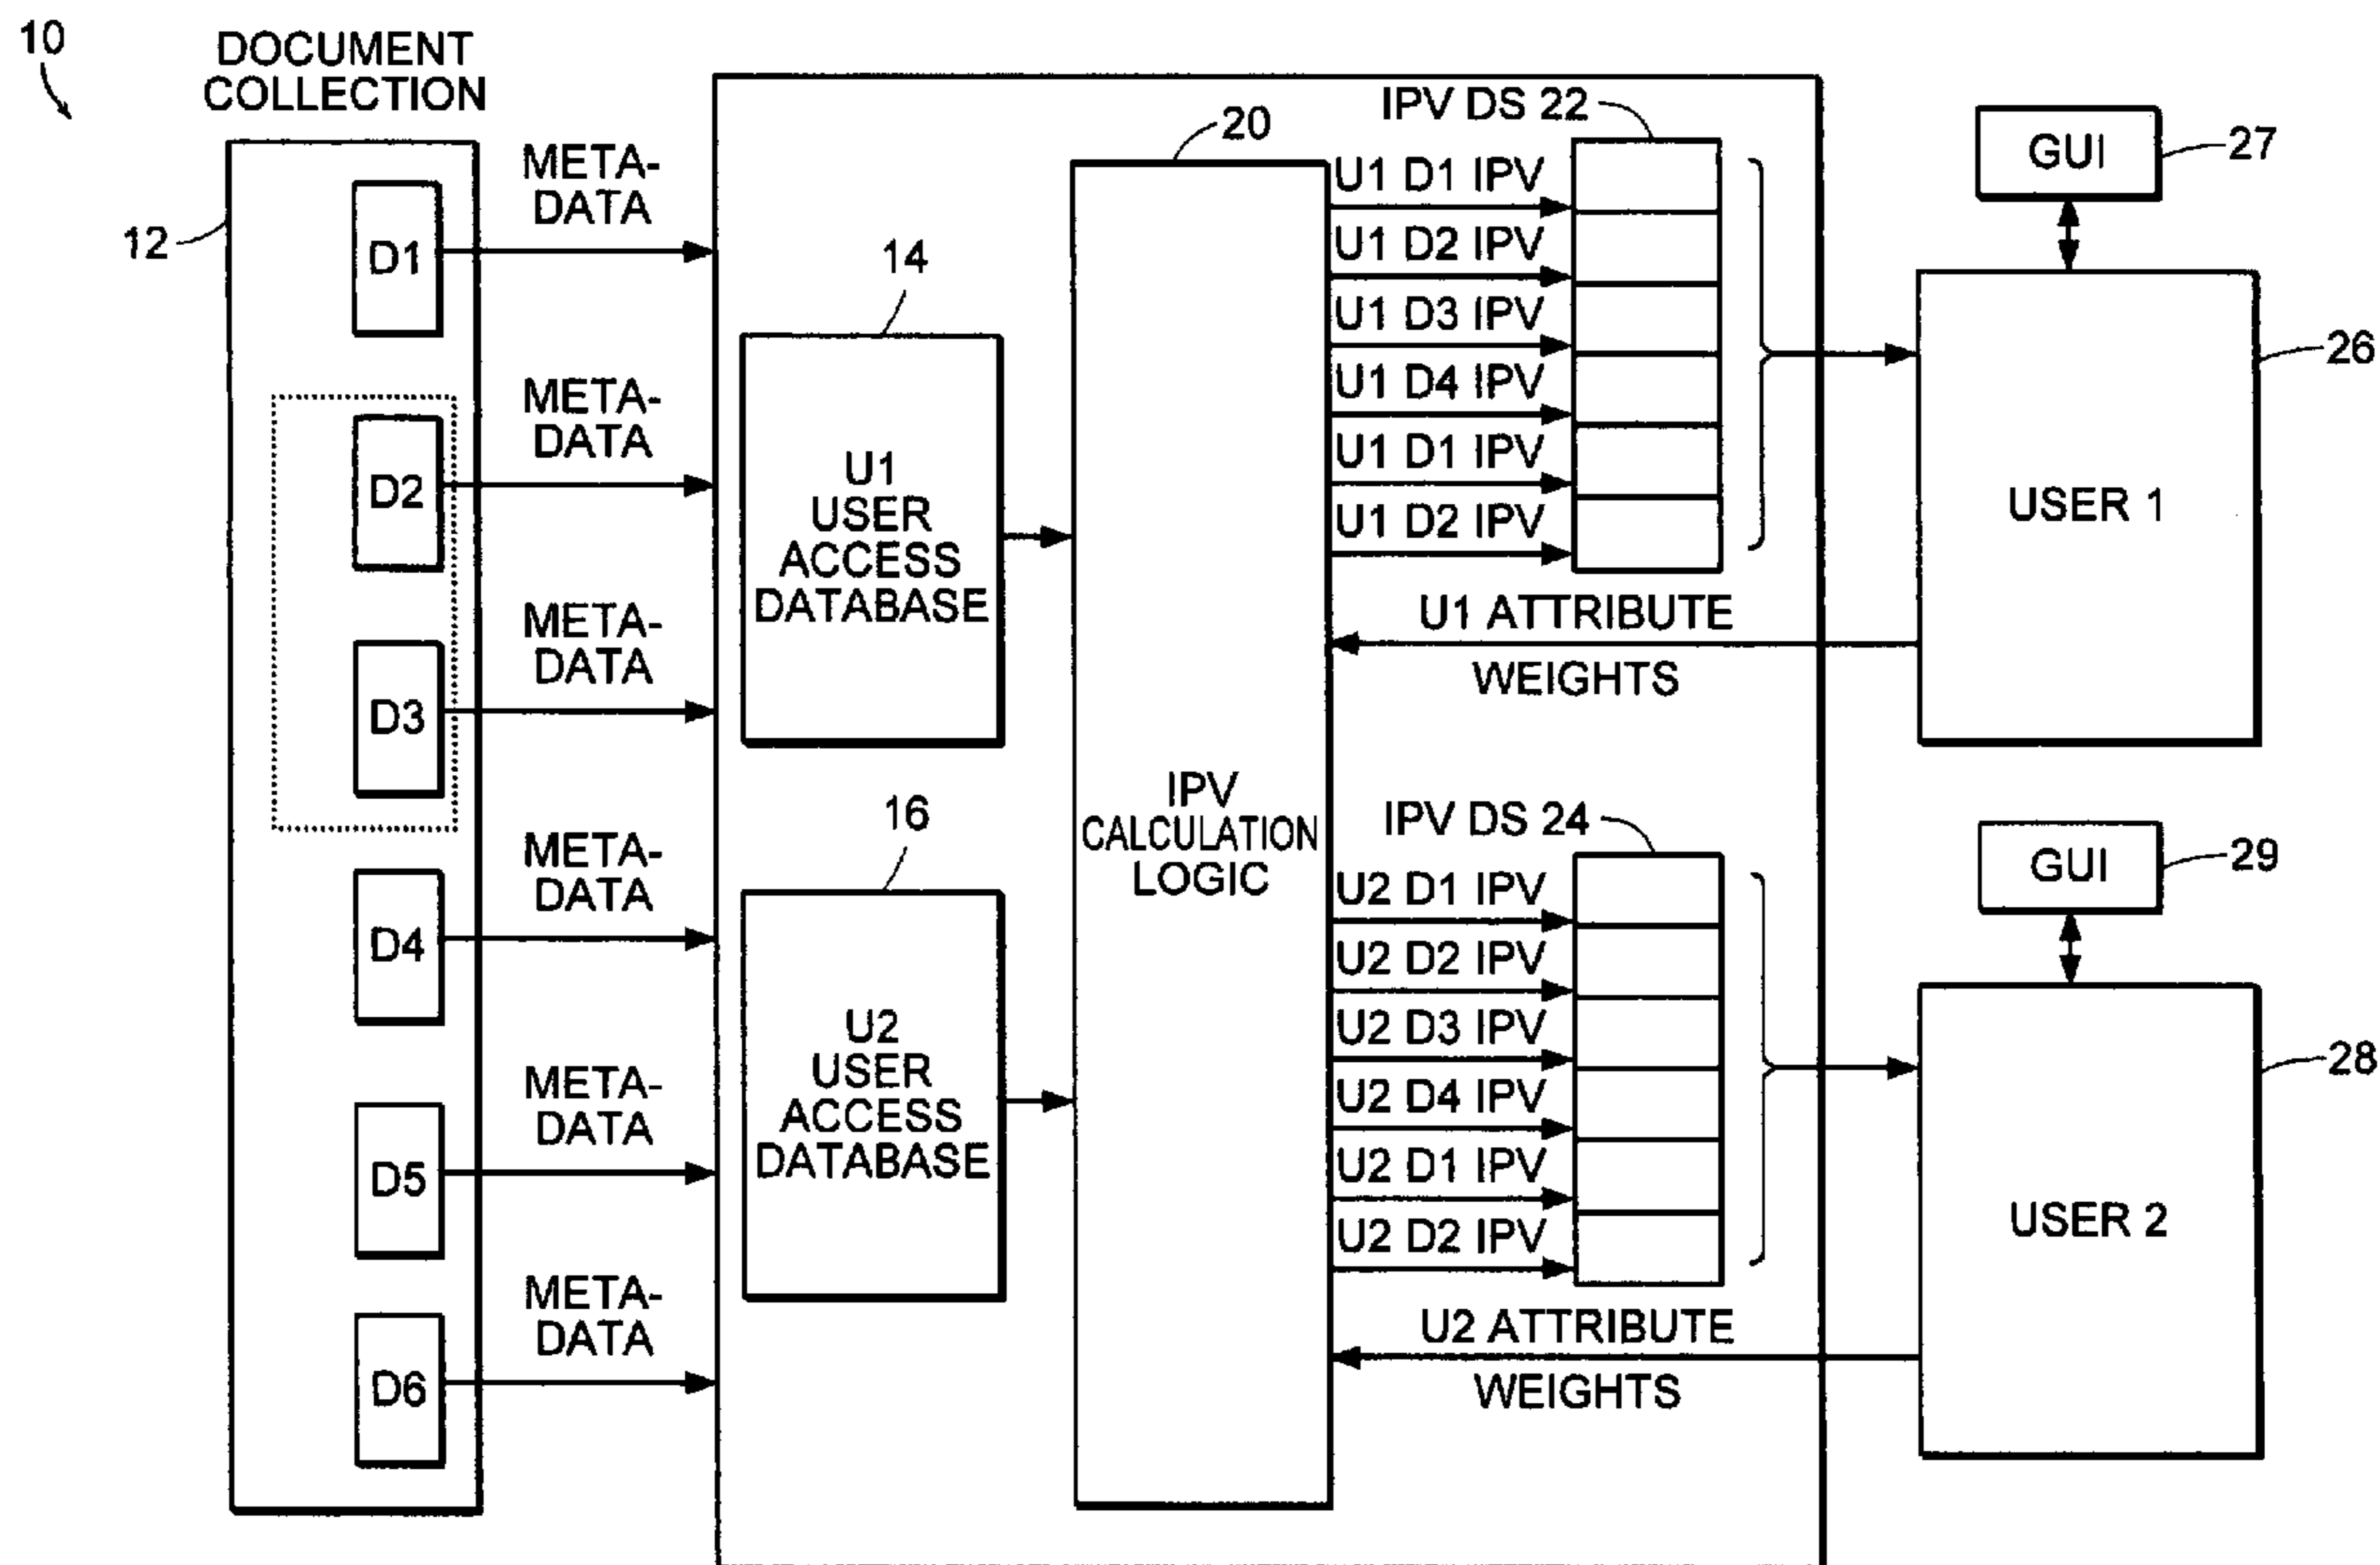 10
DOCUMENT
COLLECTION
12
D1
D2
D3
D4
D5
D6
META-
DATA
META-
DATA
META-
DATA
META-
DATA
META-
DATA
META-
DATA
14
U1
USER
ACCESS
DATABASE
16
U2
USER
ACCESS
DATABASE
20
IPV
CALCULATION
LOGIC
IPV DS 22
U1 D1 IPV
U1 D2 IPV
U1 D3 IPV
U1 D4 IPV
U1 D1 IPV
U1 D2 IPV
U1 ATTRIBUTE
WEIGHTS
IPV DS 24
U2 D1 IPV
U2 D2 IPV
U2 D3 IPV
U2 D4 IPV
U2 D1 IPV
U2 D2 IPV
U2 ATTRIBUTE
WEIGHTS
GUI
27
USER 1
26
GUI
29
USER 2
28